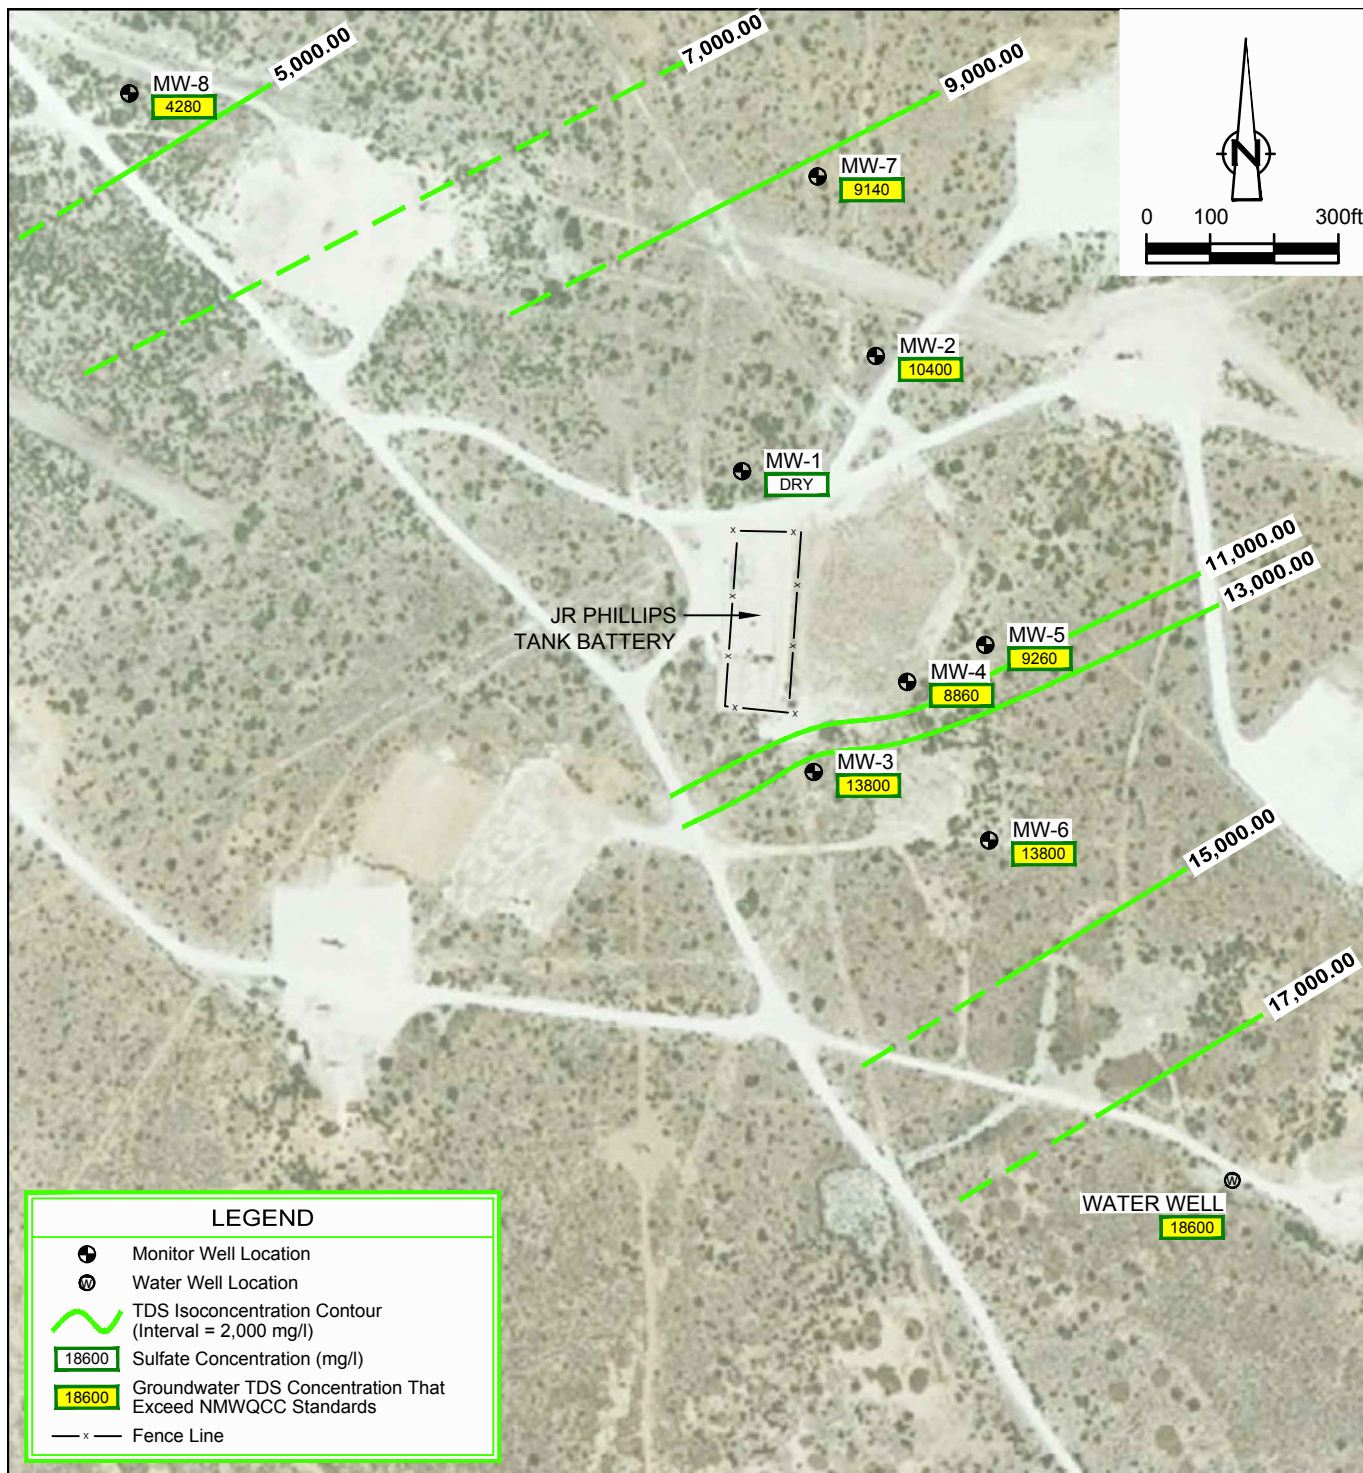 5,000.00
7,000.00
9,000.00
MW-8
4280
MW-7
9140
N
0 100 300ft
MW-2
10400
MW-1
DRY
11,000.00
13,000.00
JR PHILLIPS
TANK BATTERY
MW-5
9260
MW-4
8860
MW-3
13800
MW-6
13800
15,000.00
17,000.00
WATER WELL
18600
W
LEGEND
Monitor Well Location
W Water Well Location
TDS Isoconcentration Contour
(Interval = 2,000 mg/l)
18600 Sulfate Concentration (mg/l)
18600 Groundwater TDS Concentration That
Exceed NMWQCC Standards
x Fence Line